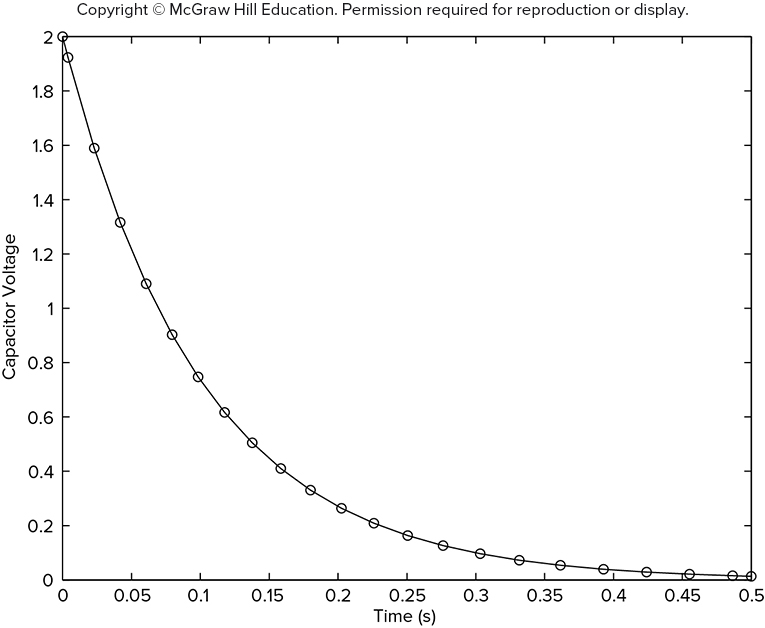 Copyright © McGraw Hill Education. Permission required for reproduction or display.
2
1.8
1.6
1.4
1.2
1
0.8
0.6
0.4
0.2
0
Capacitor Voltage
0 0.05 0.1 0.15 0.2 0.25 0.3 0.35 0.4 0.45 0.5
Time (s)